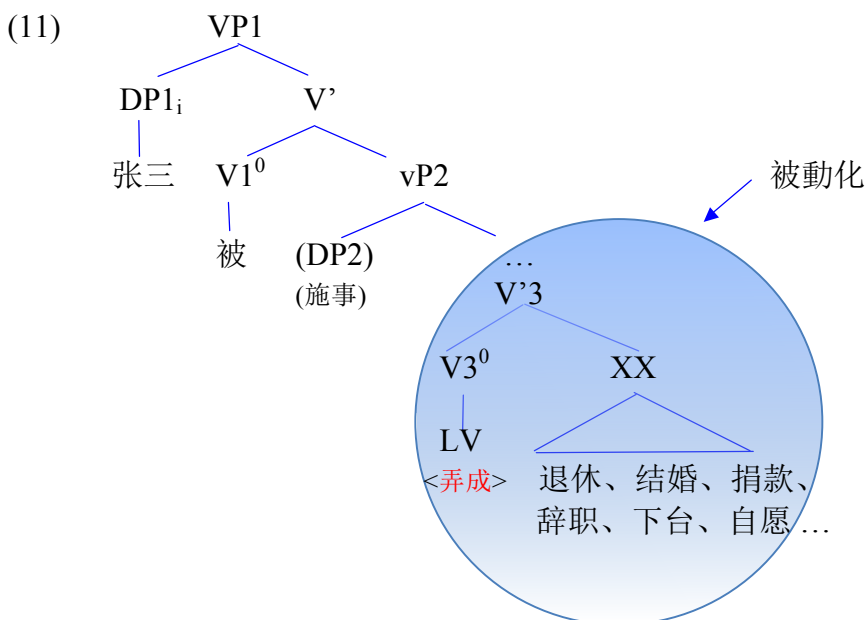 (11) VP1
DP1i V’
张三 V1⁰ vP2 被動化
被 (DP2) …
(施事) V’3
V3⁰ XX
LV
<弄成> 退休、结婚、捐款、
辞职、下台、自愿 …